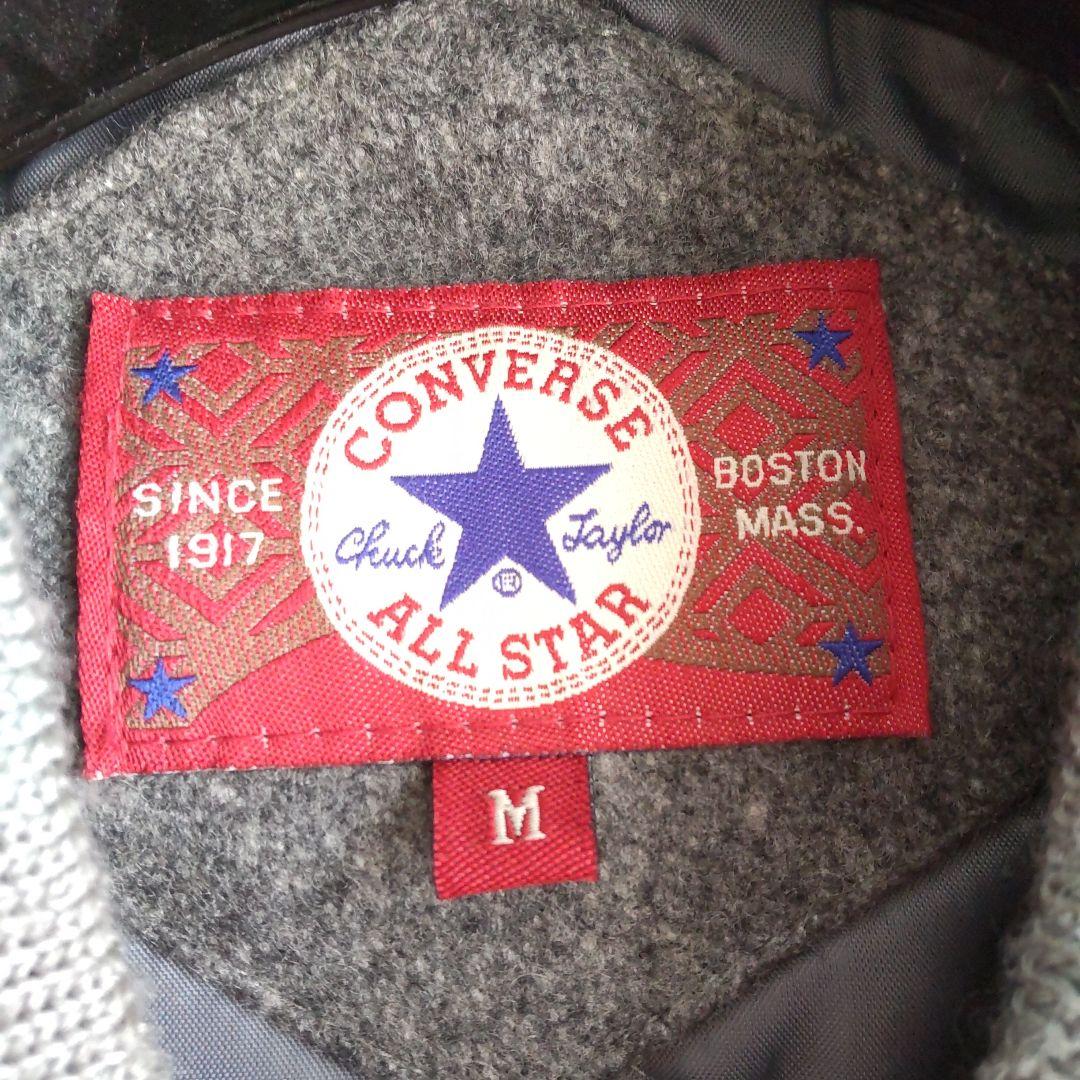 SINCE
1917
CONVERSE
Chuck Taylor
®
ALL STAR
BOSTON
MASS.
M